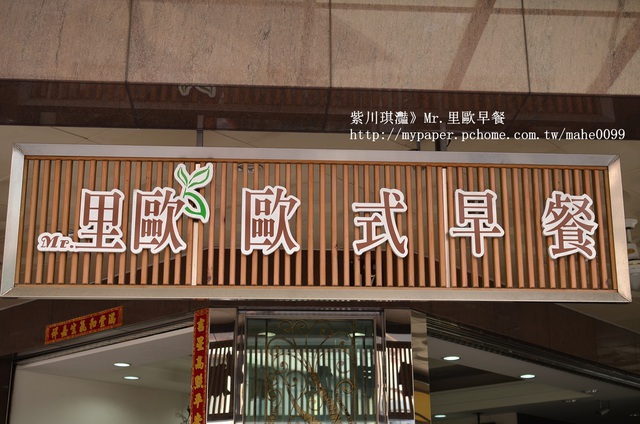 紫川琪灩》Mr.里歐早餐
http://mypaper.pchome.com.tw/mahe0099
Mr.里歐 歐式早餐